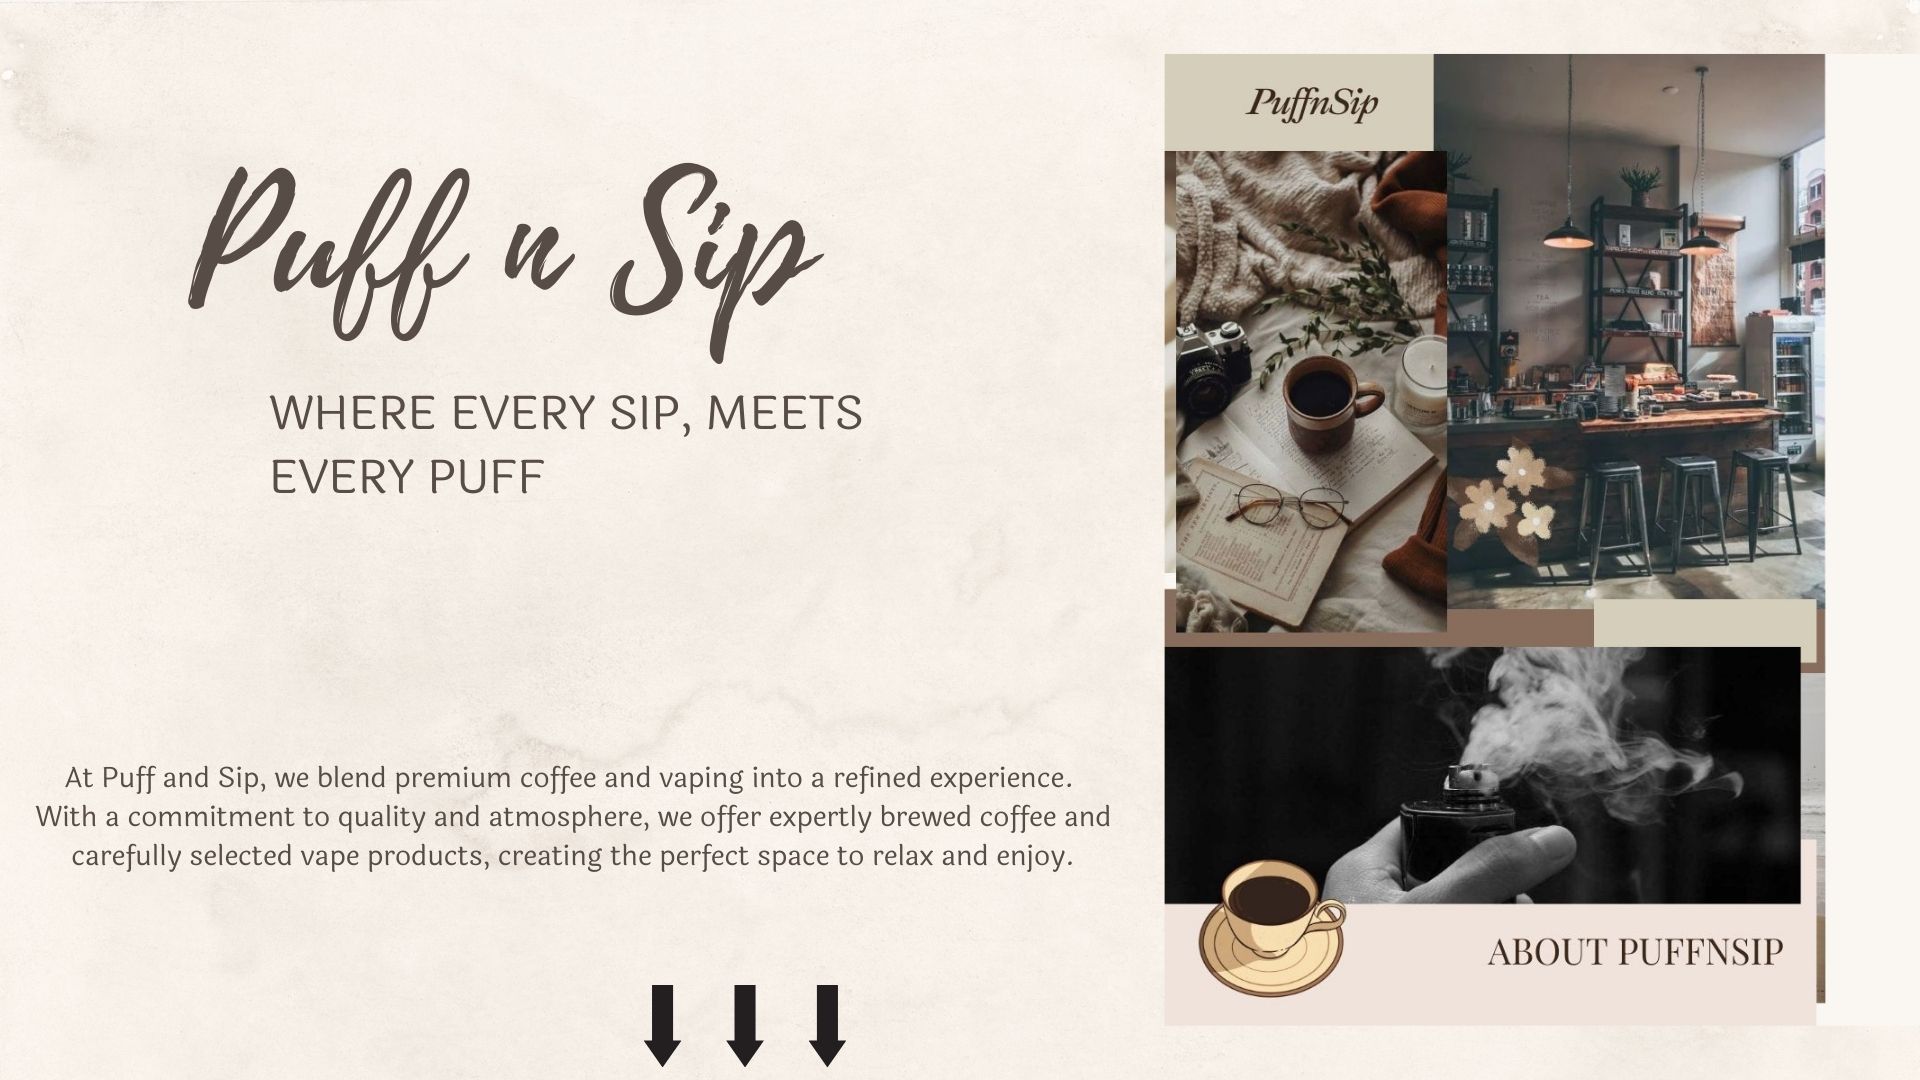 Puff n Sip
WHERE EVERY SIP, MEETS
EVERY PUFF
At Puff and Sip, we blend premium coffee and vaping into a refined experience.
With a commitment to quality and atmosphere, we offer expertly brewed coffee and
carefully selected vape products, creating the perfect space to relax and enjoy.
PuffnSip
ABOUT PUFFNSIP